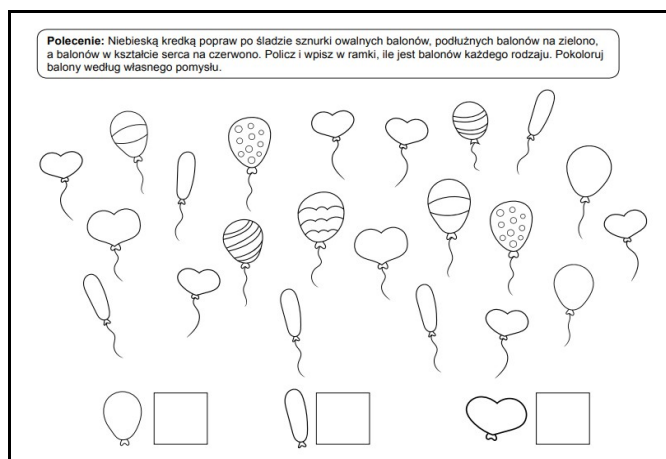 Polecenie: Niebieską kredką popraw po śladzie sznurki owalnych balonów, podłużnych balonów na zielono,
a balonów w kształcie serca na czerwono. Policz i wpisz w ramki, ile jest balonów każdego rodzaju. Pokoloruj
balony według własnego pomysłu.